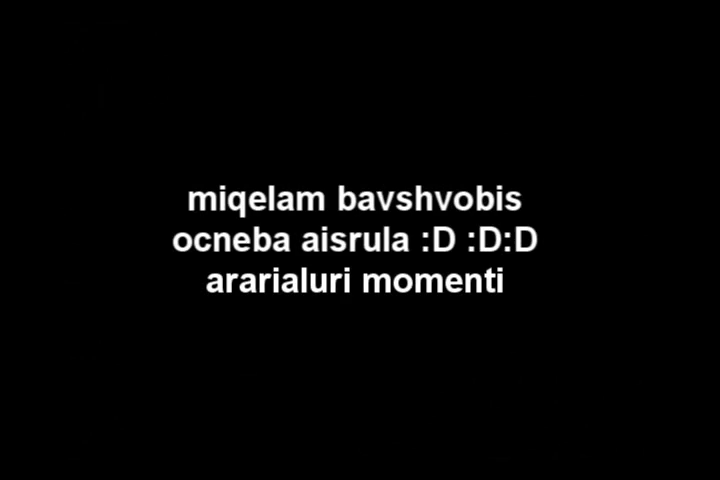 miqelam bavshvobis
ocneba aisrula :D :D:D
ararialuri momenti